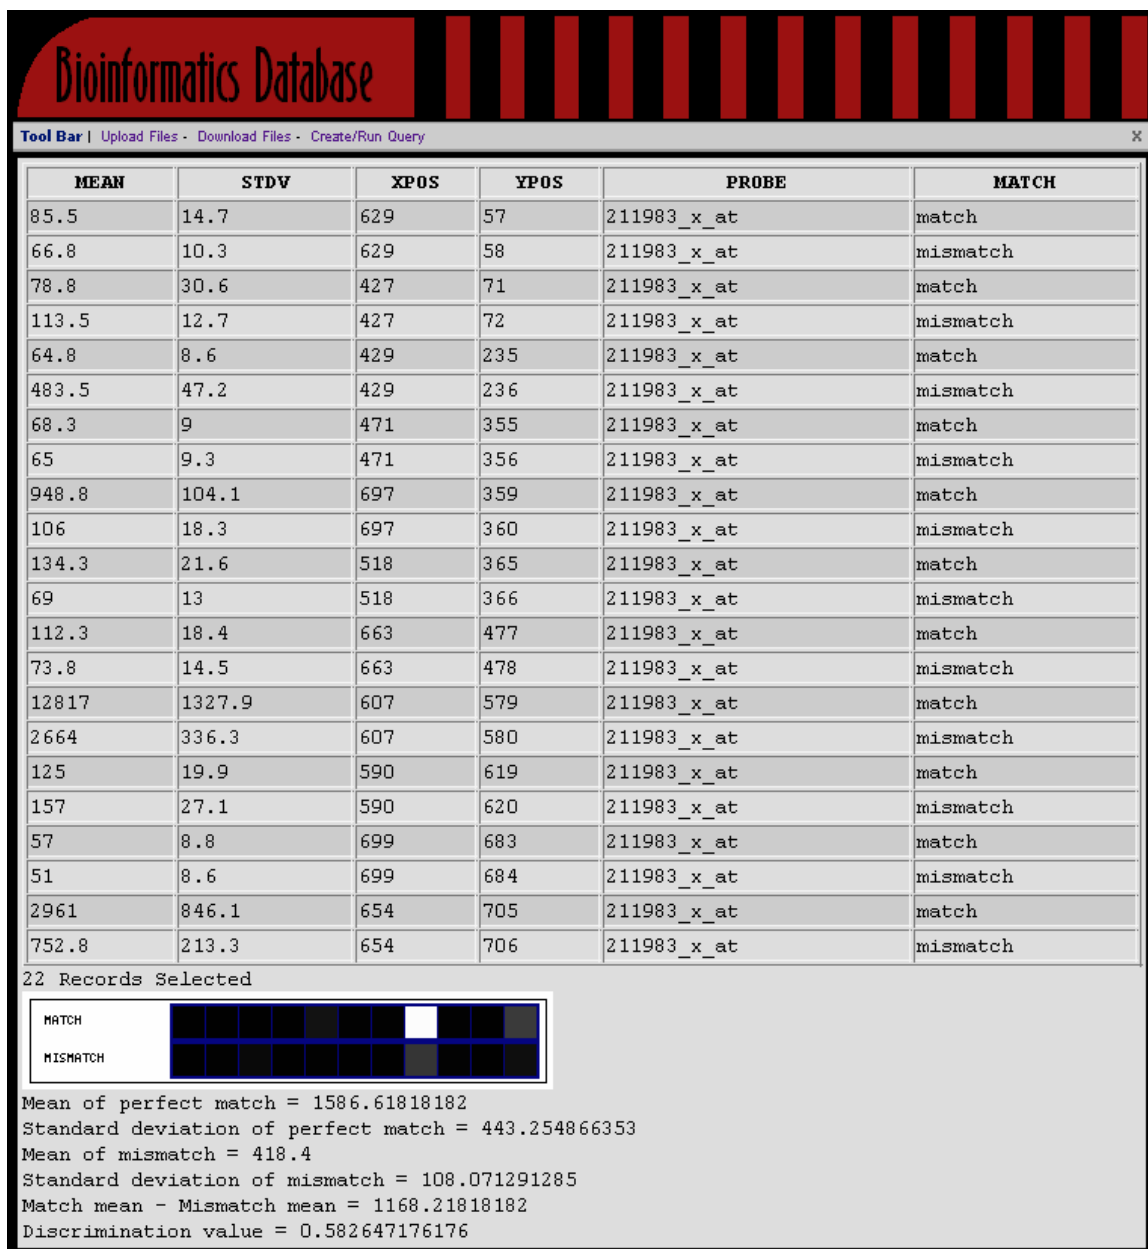 Bioinformatics Database
Tool Bar | Upload Files - Download Files - Create/Run Query x
MEAN STDV XPOS YPOS PROBE MATCH
85.5 14.7 629 57 211983_x_at match
66.8 10.3 629 58 211983_x_at mismatch
78.8 30.6 427 71 211983_x_at match
113.5 12.7 427 72 211983_x_at mismatch
64.8 8.6 429 235 211983_x_at match
483.5 47.2 429 236 211983_x_at mismatch
68.3 9 471 355 211983_x_at match
65 9.3 471 356 211983_x_at mismatch
948.8 104.1 697 359 211983_x_at match
106 18.3 697 360 211983_x_at mismatch
134.3 21.6 518 365 211983_x_at match
69 13 518 366 211983_x_at mismatch
112.3 18.4 663 477 211983_x_at match
73.8 14.5 663 478 211983_x_at mismatch
12817 1327.9 607 579 211983_x_at match
2664 336.3 607 580 211983_x_at mismatch
125 19.9 590 619 211983_x_at match
157 27.1 590 620 211983_x_at mismatch
57 8.8 699 683 211983_x_at match
51 8.6 699 684 211983_x_at mismatch
2961 846.1 654 705 211983_x_at match
752.8 213.3 654 706 211983_x_at mismatch
22 Records Selected
MATCH
MISMATCH
Mean of perfect match = 1586.61818182
Standard deviation of perfect match = 443.254866353
Mean of mismatch = 418.4
Standard deviation of mismatch = 108.071291285
Match mean - Mismatch mean = 1168.21818182
Discrimination value = 0.582647176176